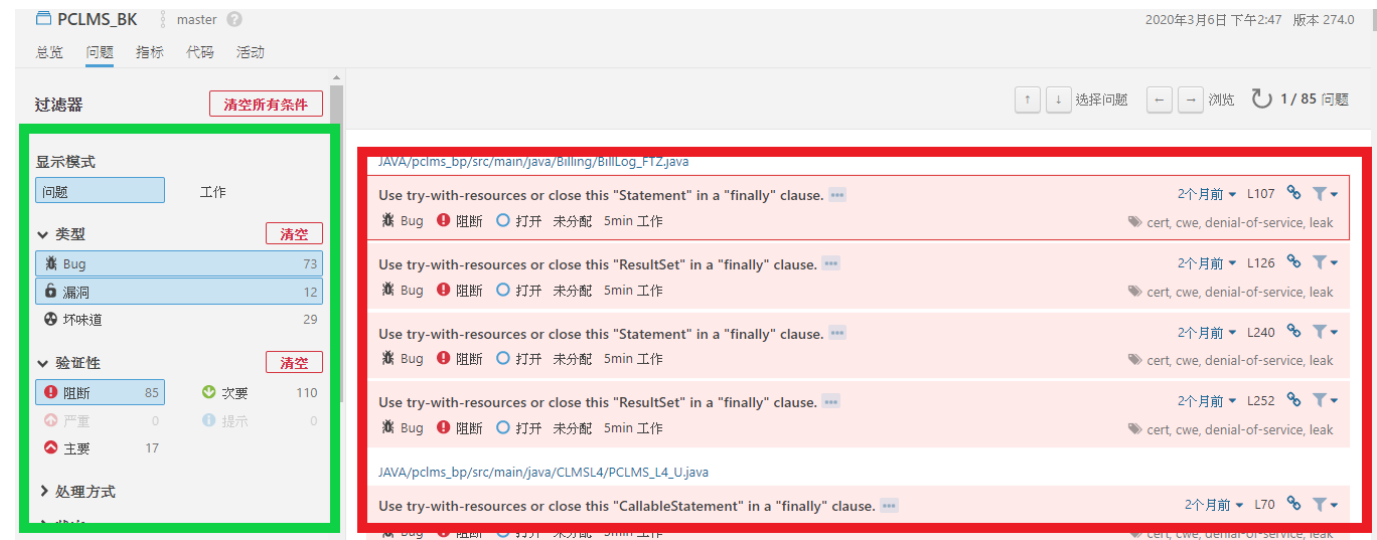 PCLMS_BK master 2020年3月6日 下午2:47 版本 274.0
总览 问题 指标 代码 活动
过滤器 清空所有条件
↑ ↓ 选择问题 ← → 浏览 1 / 85 问题
显示模式
问题 工作
类型 清空
Bug 73
漏洞 12
坏味道 29
验证性 清空
阻断 85 次要 110
严重 0 提示 0
主要 17
处理方式
JAVA/pclms_bp/src/main/java/Billing/BillLog_FTZ.java
Use try-with-resources or close this "Statement" in a "finally" clause. 2个月前 L107
Bug 阻断 打开 未分配 5min 工作 cert, cwe, denial-of-service, leak
Use try-with-resources or close this "ResultSet" in a "finally" clause. 2个月前 L126
Bug 阻断 打开 未分配 5min 工作 cert, cwe, denial-of-service, leak
Use try-with-resources or close this "Statement" in a "finally" clause. 2个月前 L240
Bug 阻断 打开 未分配 5min 工作 cert, cwe, denial-of-service, leak
Use try-with-resources or close this "ResultSet" in a "finally" clause. 2个月前 L252
Bug 阻断 打开 未分配 5min 工作 cert, cwe, denial-of-service, leak
JAVA/pclms_bp/src/main/java/CLMSL4/PCLMS_L4_U.java
Use try-with-resources or close this "CallableStatement" in a "finally" clause. 2个月前 L70